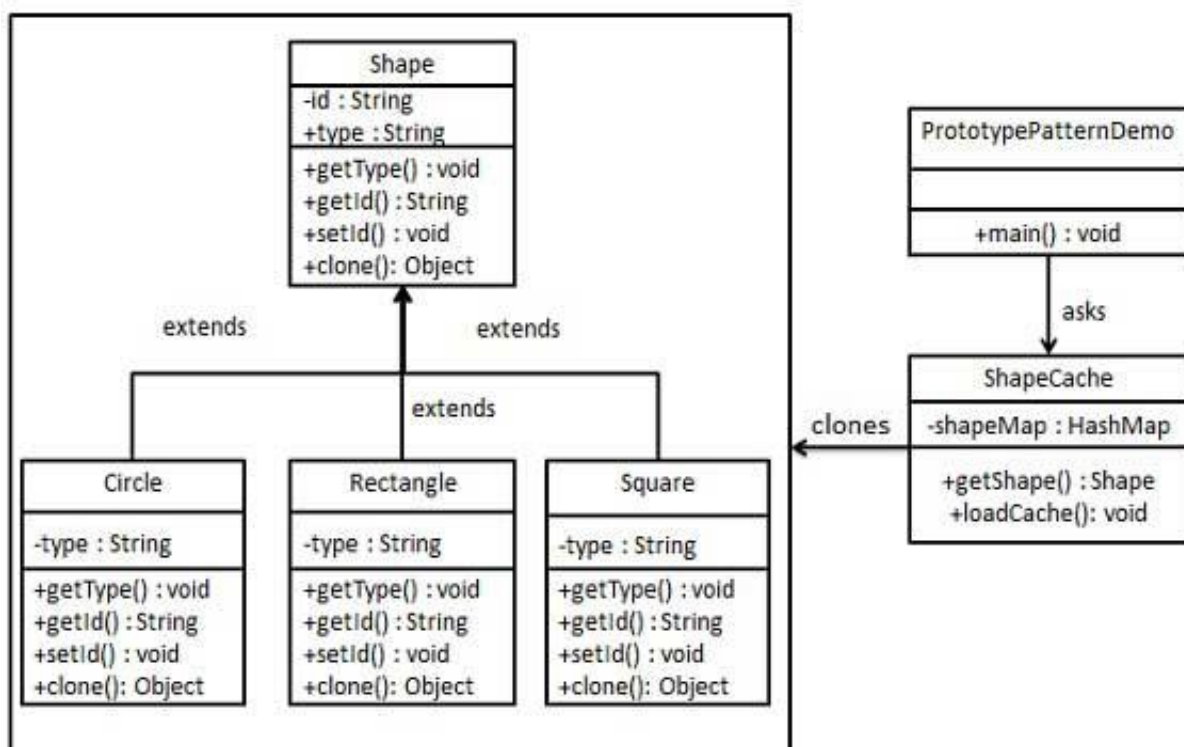 Shape
-id : String
+type : String
+getType() : void
+getId() : String
+setId() : void
+clone(): Object
extends
extends
extends
Circle
-type : String
+getType() : void
+getId() : String
+setId() : void
+clone(): Object
Rectangle
-type : String
+getType() : void
+getId() : String
+setId() : void
+clone(): Object
Square
-type : String
+getType() : void
+getId() : String
+setId() : void
+clone(): Object
PrototypePatternDemo
+main() : void
asks
ShapeCache
-shapeMap : HashMap
+getShape() : Shape
+loadCache(): void
clones